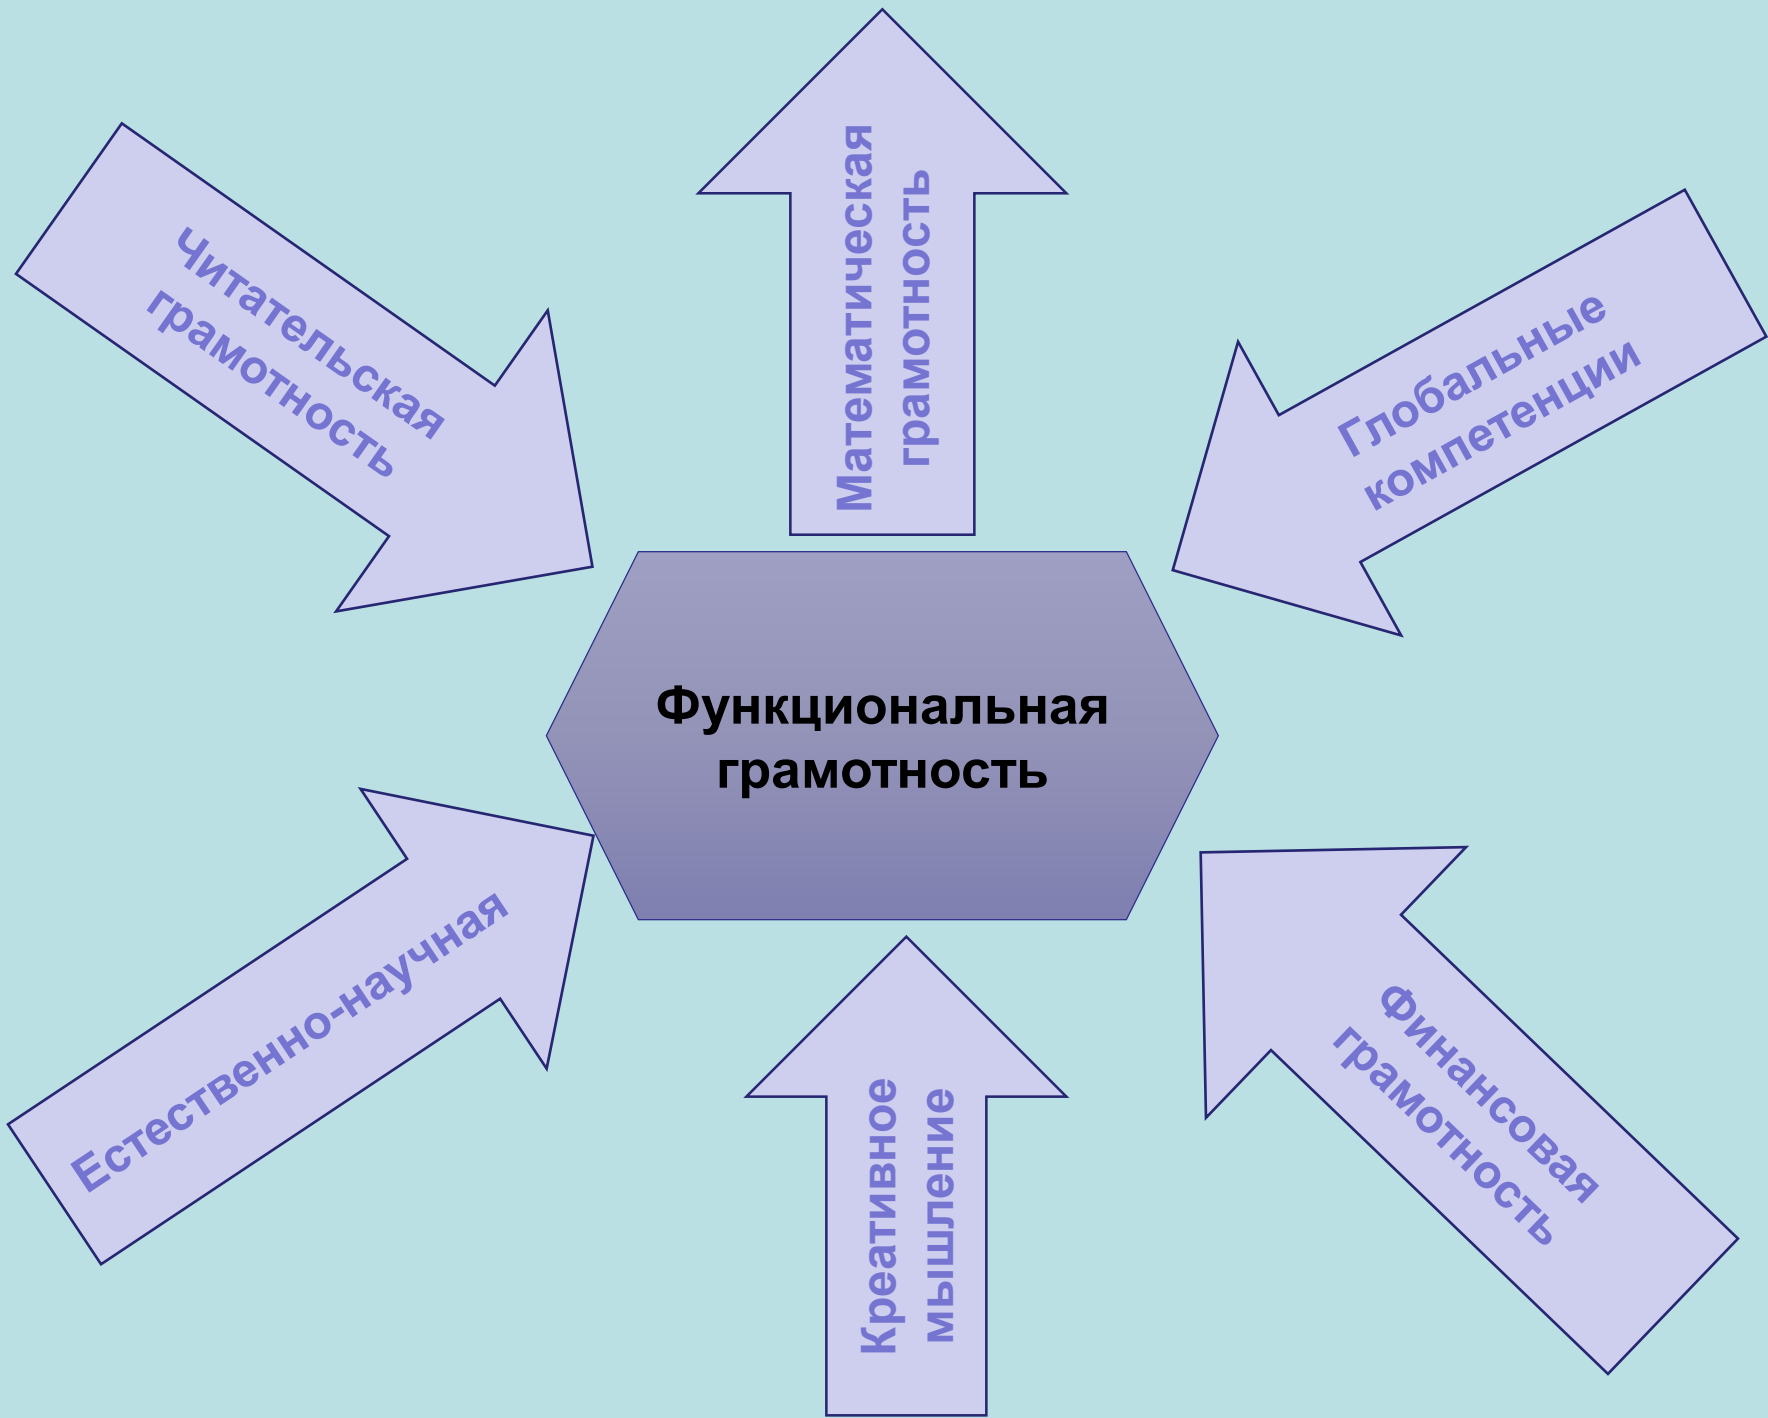 Математическая
грамотность
Читательская
грамотность
Глобальные
компетенции
Функциональная
грамотность
Естественно-научная
Креативное
мышление
Финансовая
грамотность